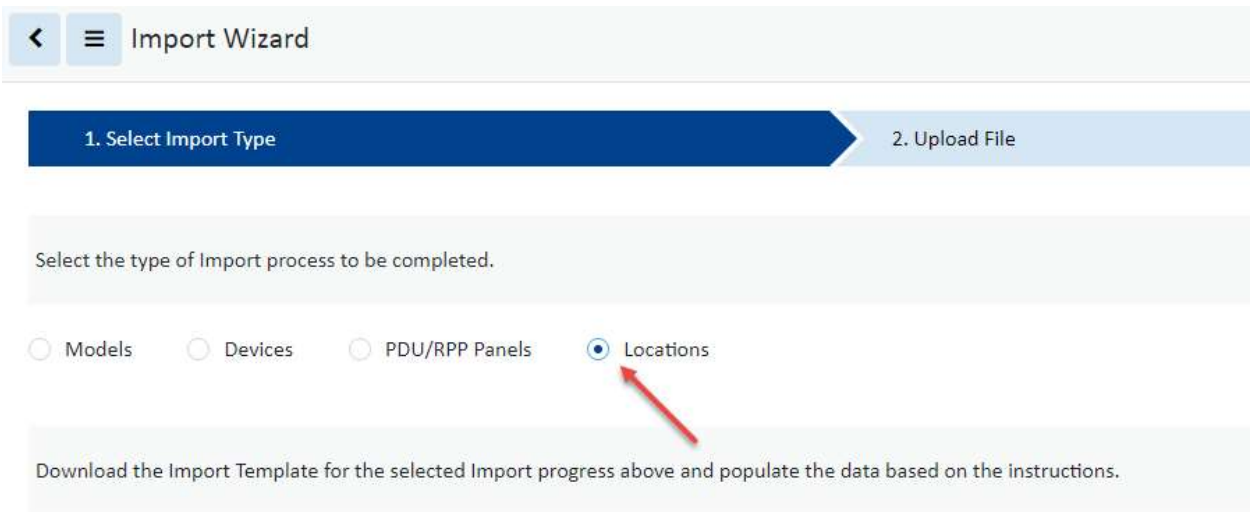 Import Wizard
1. Select Import Type
2. Upload File
Select the type of Import process to be completed.
Models Devices PDU/RPP Panels Locations
Download the Import Template for the selected Import progress above and populate the data based on the instructions.